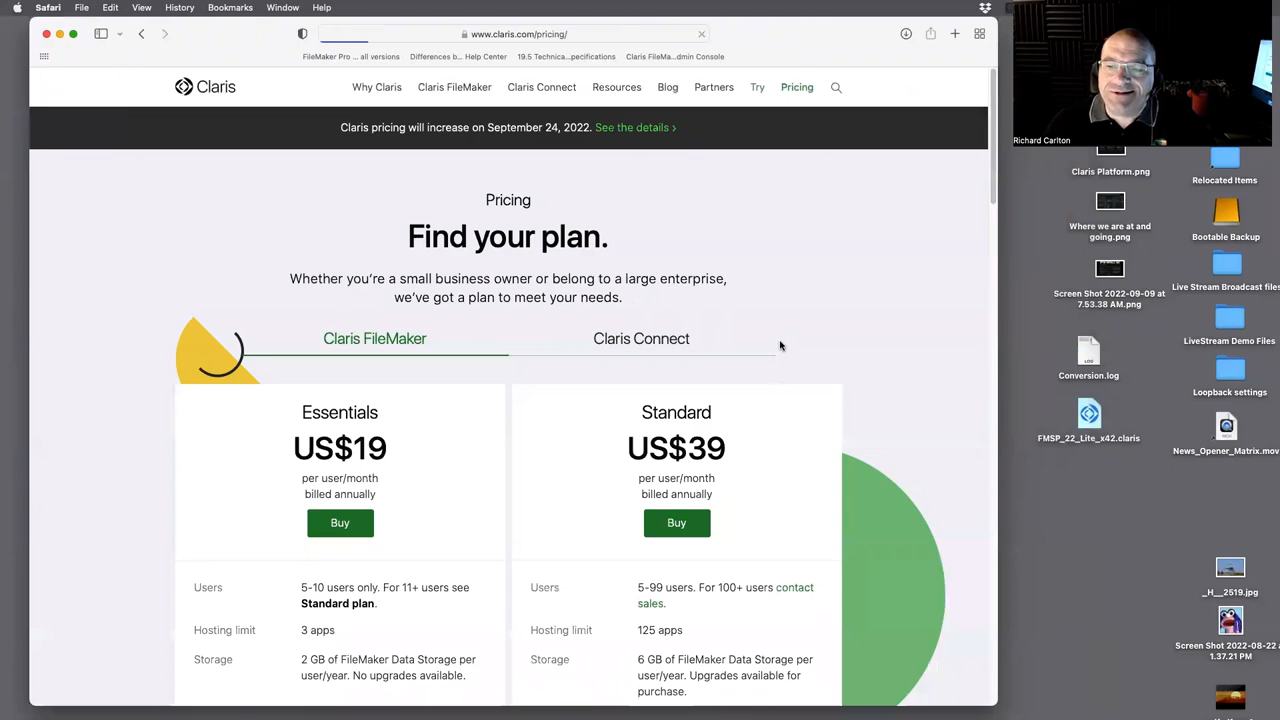 Safari File Edit View History Bookmarks Window Help
www.claris.com/pricing/
FileMaker Pro ... all versions Differences b... Help Center 19.5 Technica...pecifications Claris FileMa...dmin Console
Claris Why Claris Claris FileMaker Claris Connect Resources Blog Partners Try Pricing
Claris pricing will increase on September 24, 2022. See the details >
Pricing
Find your plan.
Whether you're a small business owner or belong to a large enterprise,
we've got a plan to meet your needs.
Claris FileMaker Claris Connect
Essentials
US$19
per user/month
billed annually
Buy
Users 5-10 users only. For 11+ users see
Standard plan.
Hosting limit 3 apps
Storage 2 GB of FileMaker Data Storage per
user/year. No upgrades available.
Standard
US$39
per user/month
billed annually
Buy
Users 5-99 users. For 100+ users contact
sales.
Hosting limit 125 apps
Storage 6 GB of FileMaker Data Storage per
user/year. Upgrades available for
purchase.
Richard Carlton
Claris Platform.png
Where we are at and
going.png
Screen Shot 2022-09-09 at
7.53.38 AM.png
LOG
Conversion.log
FMSP_22_Lite_x42.claris
Relocated Items
Bootable Backup
Live Stream Broadcast files
LiveStream Demo Files
Loopback settings
News_Opener_Matrix.mov
_H__2519.jpg
Screen Shot 2022-08-22 a
1.37.21 PM